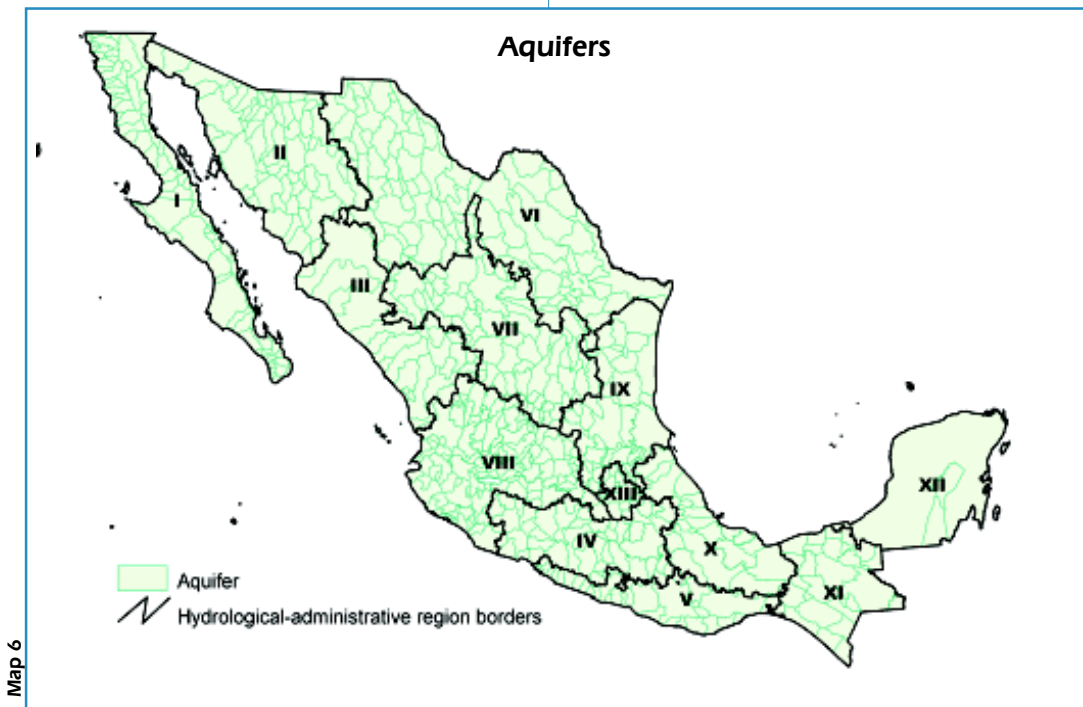 Aquifers
II
I
VI
III
VII
IX
VIII
XIII
XII
IV
X
V
XI
Aquifer
Hydrological-administrative region borders
Map 6